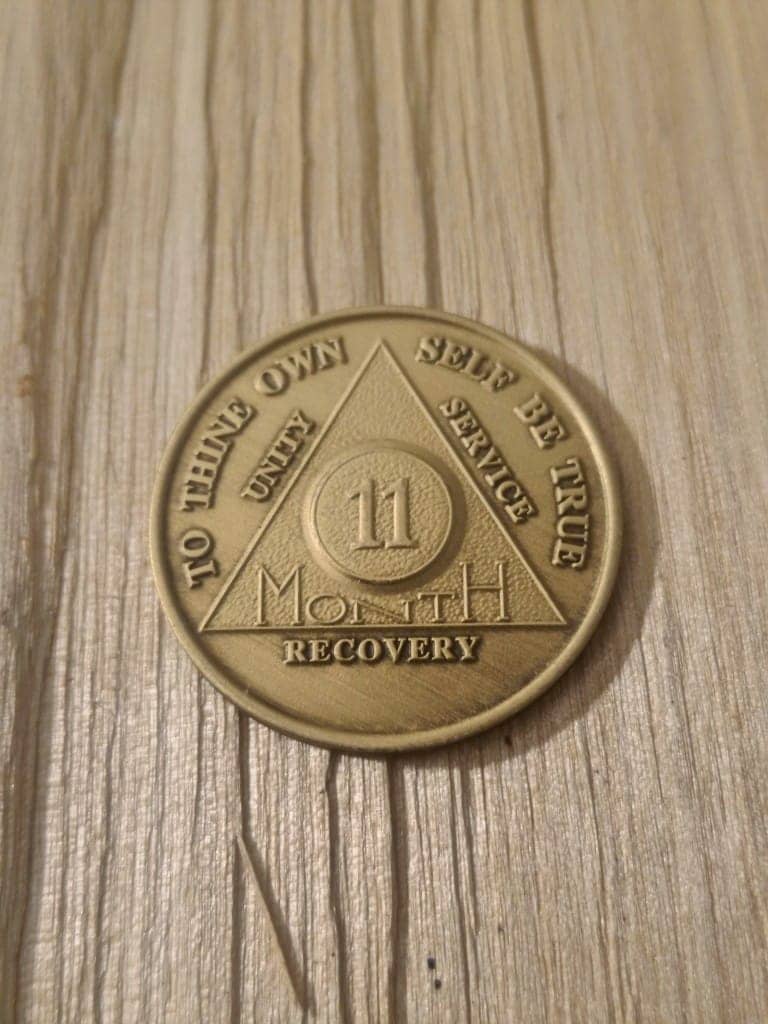 TO THINE OWN SELF BE TRUE
UNITY
SERVICE
11
MONTH
RECOVERY